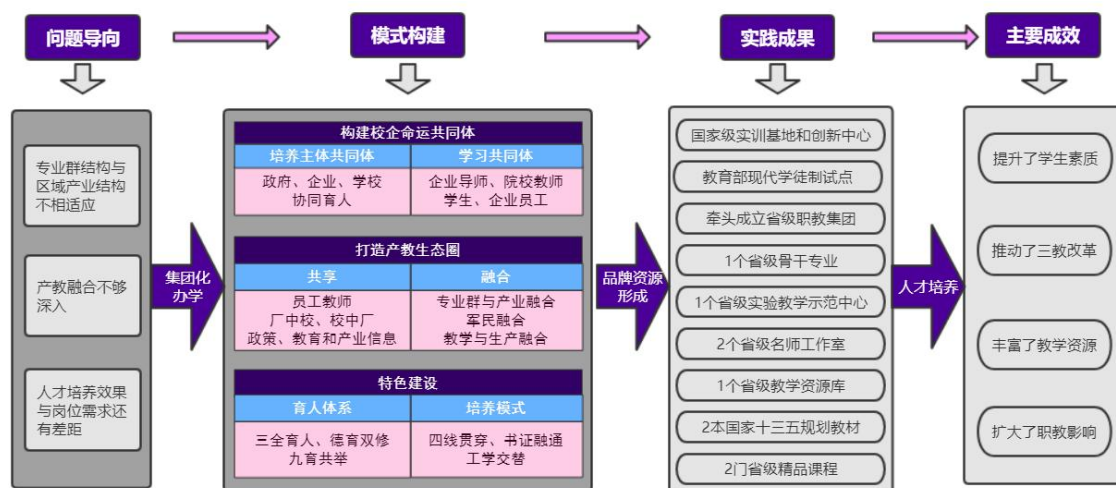 问题导向
模式构建
实践成果
主要成效
专业群结构与
区域产业结构
不相适应
产教融合不够
深入
人才培养效果
与岗位需求还
有差距
集团化
办学
构建校企命运共同体
培养主体共同体
学习共同体
政府、企业、学校
协同育人
企业导师、院校教师
学生、企业员工
打造产教生态圈
共享
融合
员工教师
厂中校、校中厂
政策、教育和产业信息
专业群与产业融合
军民融合
教学与生产融合
特色建设
育人体系
培养模式
三全育人、德育双修
九育共举
四线贯穿、书证融通
工学交替
品牌资源
形成
国家级实训基地和创新中心
教育部现代学徒制试点
牵头成立省级职教集团
1个省级骨干专业
1个省级实验教学示范中心
2个省级名师工作室
1个省级教学资源库
2本国家十三五规划教材
2门省级精品课程
人才培养
提升了学生素质
推动了三教改革
丰富了教学资源
扩大了职教影响